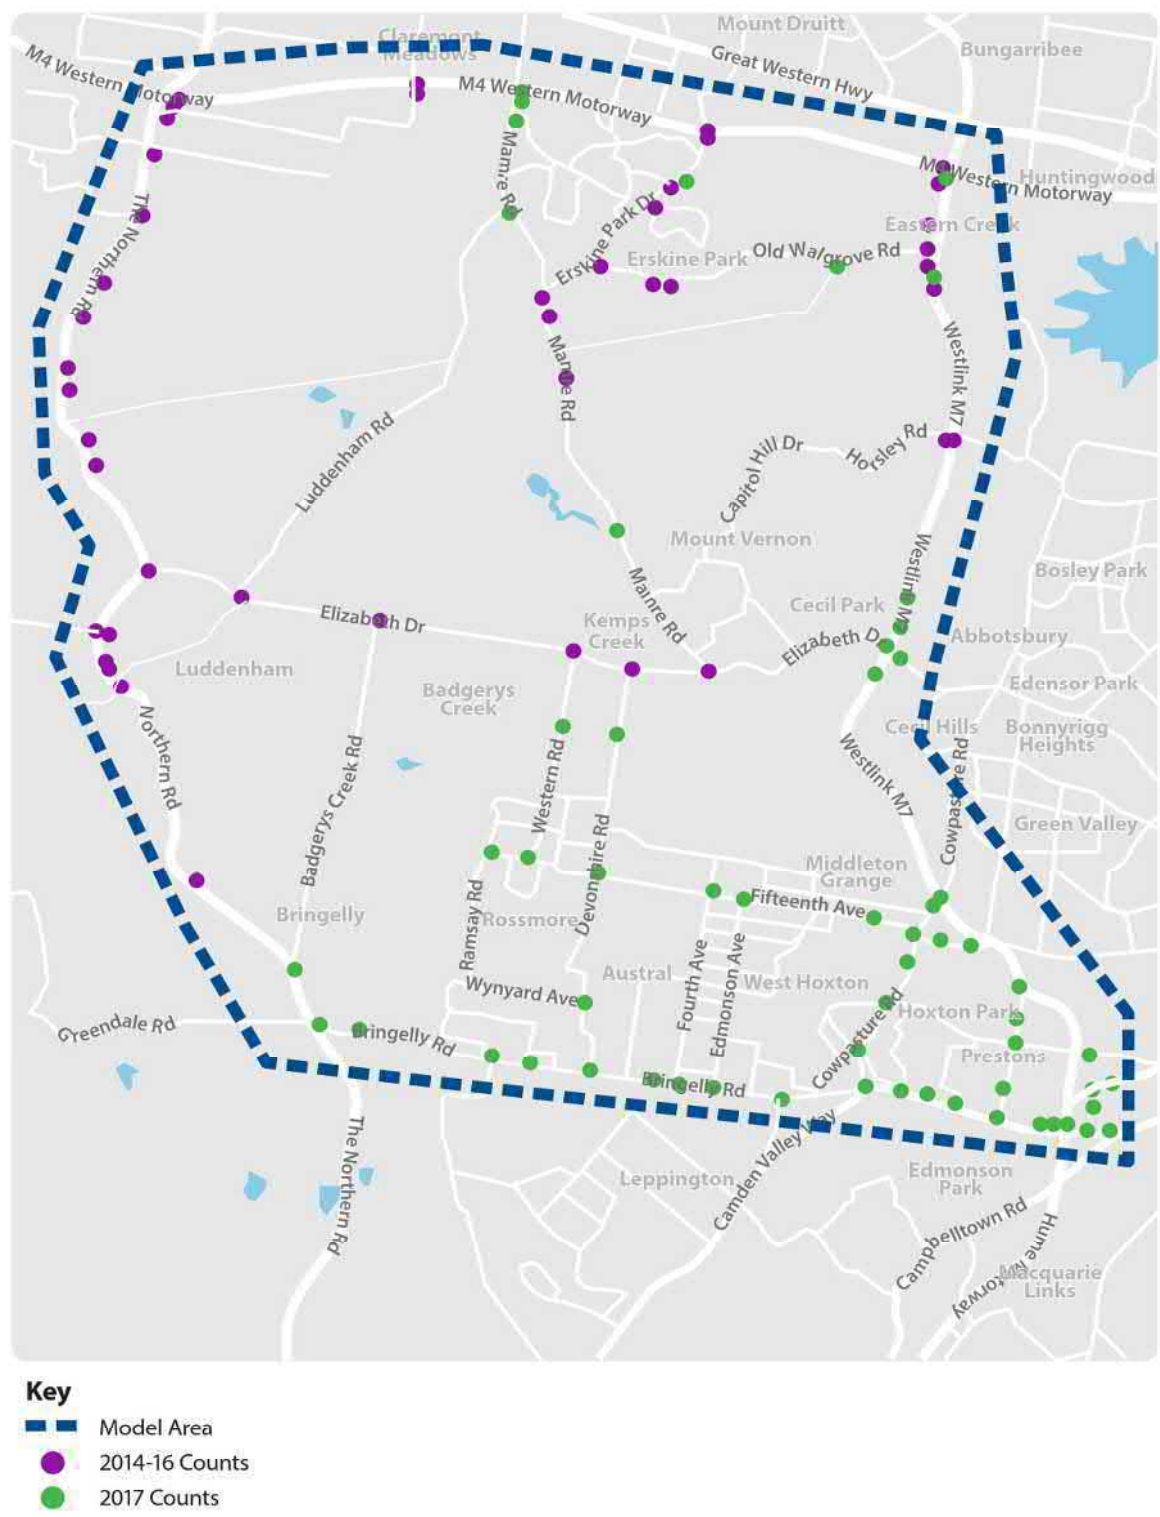 Mount Druitt
Claremont
Meadows
Bungarribee
M4 Western Motorway
Great Western Hwy
M4 Western Motorway
Mamre Rd
M4 Western Motorway
Huntingwood
The Northern Rd
Erskine Park Dr
Eastern Creek
Erskine Park
Old Walgrove Rd
Mamre Rd
Westlink M7
Luddenham Rd
Capitol Hill Dr
Horsley Rd
Mount Vernon
Westlink M7
Bosley Park
Mamre Rd
Cecil Park
Elizabeth Dr
Kemps
Creek
Elizabeth D
Abbotsbury
Luddenham
Badgerys
Creek
Edensor Park
Northern Rd
Cecil Hills
Bonnyrigg
Heights
Westlink M7
Cowpasture Rd
Badgerys Creek Rd
Western Rd
Devonshire Rd
Green Valley
Middleton
Grange
Fifteenth Ave
Bringelly
Ramsay Rd
Rossmore
Fourth Ave
Edmonson Ave
Austral
West Hoxton
Wynyard Ave
Cowpasture Rd
Hoxton Park
Greendale Rd
Bringelly Rd
Prestons
Bringelly Rd
The Northern Rd
Camden Valley Way
Leppington
Edmonson
Park
Campbelltown Rd
Hume Motorway
Macquarie
Links
Key
Model Area
2014-16 Counts
2017 Counts